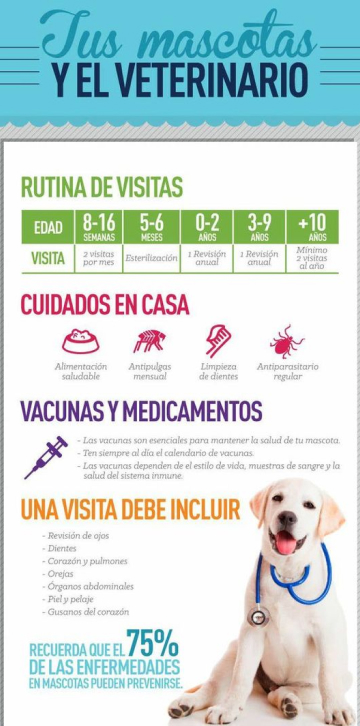 Tus mascotas
Y EL VETERINARIO
RUTINA DE VISITAS
EDAD 8-16 SEMANAS 5-6 MESES 0-2 AÑOS 3-9 AÑOS +10 AÑOS
VISITA 2 visitas por mes Esterilización 1 Revisión anual 1 Revisión anual Mínimo 2 visitas al año
CUIDADOS EN CASA
Alimentación saludable
Antipulgas mensual
Limpieza de dientes
Antiparasitario regular
VACUNAS Y MEDICAMENTOS
- Las vacunas son esenciales para mantener la salud de tu mascota.
- Ten siempre al día el calendario de vacunas.
- Las vacunas dependen de el estilo de vida, muestras de sangre y la
salud del sistema inmune.
UNA VISITA DEBE INCLUIR
- Revisión de ojos
- Dientes
- Corazón y pulmones
- Orejas
- Órganos abdominales
- Piel y pelaje
- Gusanos del corazón
RECUERDA QUE EL 75%
DE LAS ENFERMEDADES
EN MASCOTAS PUEDEN PREVENIRSE.